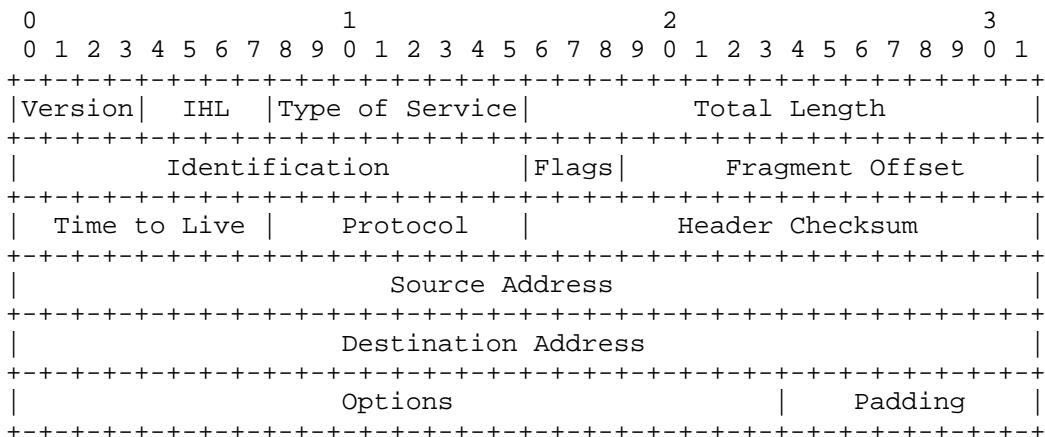 0                   1                   2                   3
0 1 2 3 4 5 6 7 8 9 0 1 2 3 4 5 6 7 8 9 0 1 2 3 4 5 6 7 8 9 0 1
+-+-+-+-+-+-+-+-+-+-+-+-+-+-+-+-+-+-+-+-+-+-+-+-+-+-+-+-+-+-+-+-+
|Version|  IHL  |Type of Service|          Total Length         |
+-+-+-+-+-+-+-+-+-+-+-+-+-+-+-+-+-+-+-+-+-+-+-+-+-+-+-+-+-+-+-+-+
|         Identification        |Flags|      Fragment Offset    |
+-+-+-+-+-+-+-+-+-+-+-+-+-+-+-+-+-+-+-+-+-+-+-+-+-+-+-+-+-+-+-+-+
|  Time to Live |    Protocol   |         Header Checksum       |
+-+-+-+-+-+-+-+-+-+-+-+-+-+-+-+-+-+-+-+-+-+-+-+-+-+-+-+-+-+-+-+-+
|                       Source Address                          |
+-+-+-+-+-+-+-+-+-+-+-+-+-+-+-+-+-+-+-+-+-+-+-+-+-+-+-+-+-+-+-+-+
|                    Destination Address                        |
+-+-+-+-+-+-+-+-+-+-+-+-+-+-+-+-+-+-+-+-+-+-+-+-+-+-+-+-+-+-+-+-+
|                    Options                    |    Padding    |
+-+-+-+-+-+-+-+-+-+-+-+-+-+-+-+-+-+-+-+-+-+-+-+-+-+-+-+-+-+-+-+-+